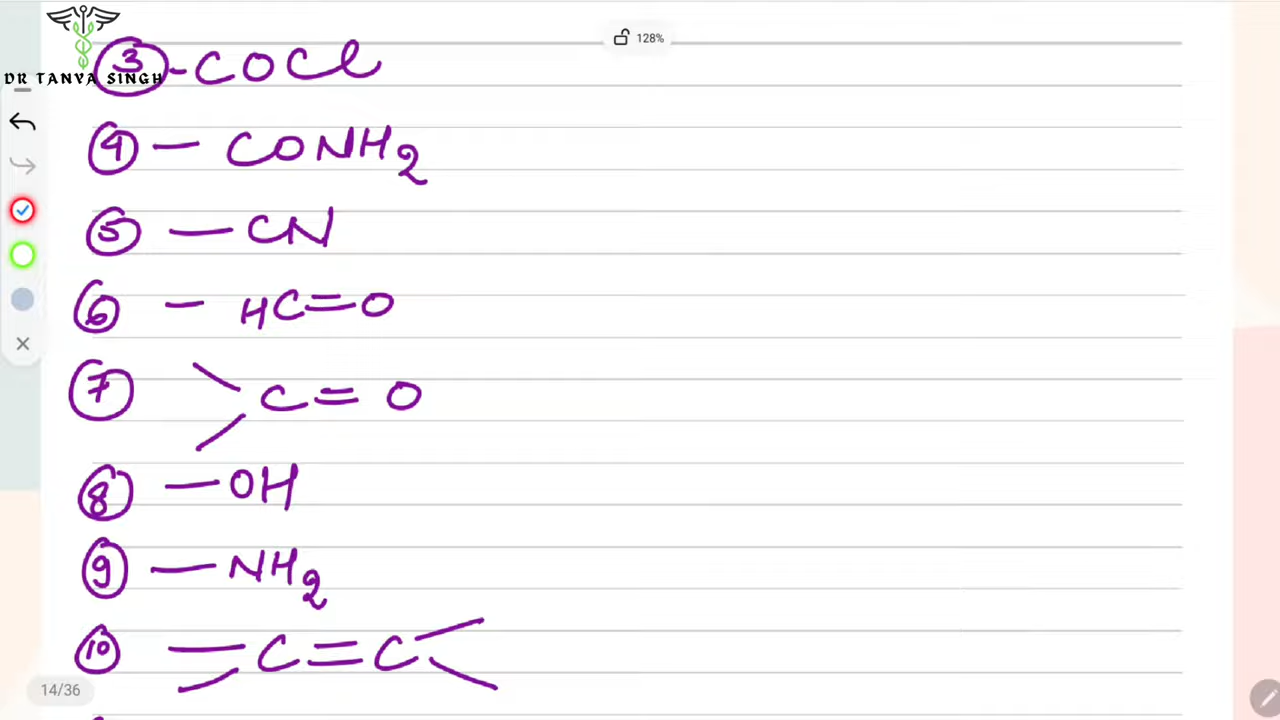 128%
③-COCl
DR TANYA SINGH
④ — CONH₂
⑤ — CN
⑥ — HC=O
⑦ >C=O
⑧ —OH
⑨ —NH₂
⑩ >C=C<
14/36